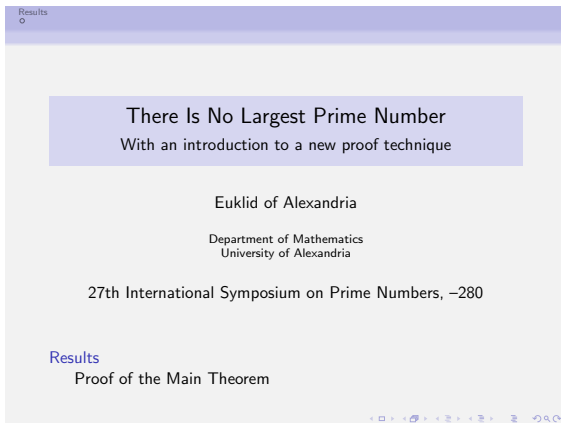 Results
There Is No Largest Prime Number
With an introduction to a new proof technique
Euklid of Alexandria
Department of Mathematics
University of Alexandria
27th International Symposium on Prime Numbers, –280
Results
Proof of the Main Theorem